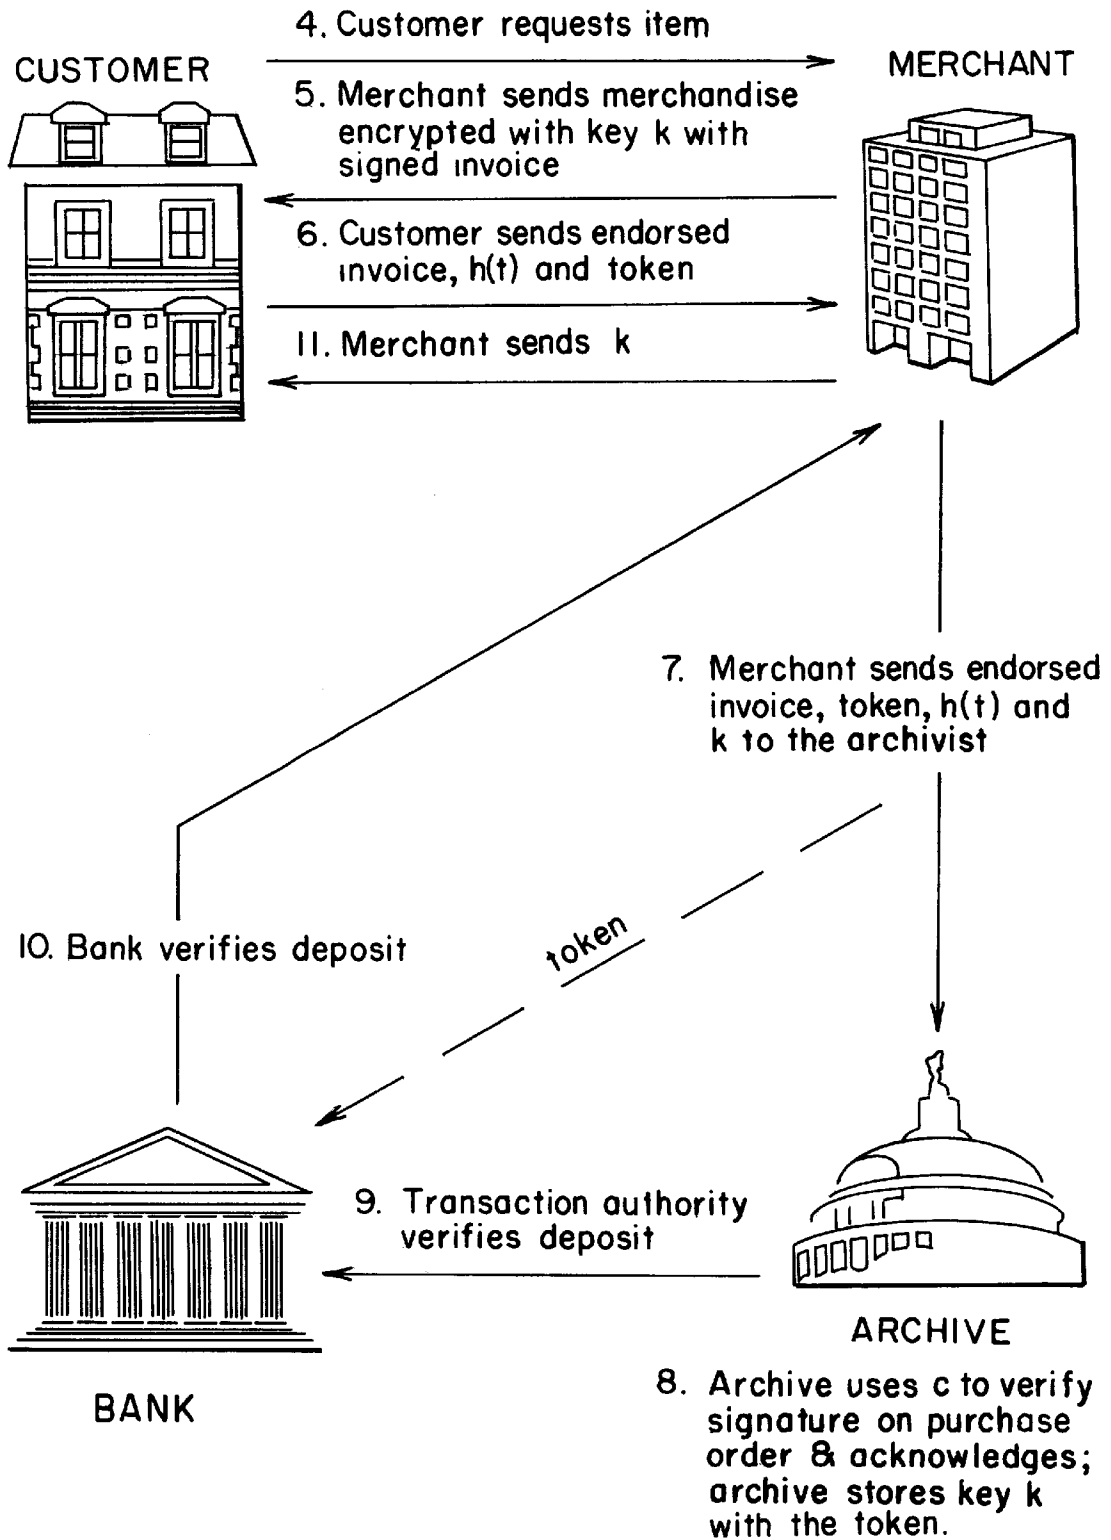 4. Customer requests item
CUSTOMER
MERCHANT
5. Merchant sends merchandise
encrypted with key k with
signed invoice
6. Customer sends endorsed
invoice, h(t) and token
11. Merchant sends k
7. Merchant sends endorsed
invoice, token, h(t) and
k to the archivist
token
10. Bank verifies deposit
9. Transaction authority
verifies deposit
ARCHIVE
BANK
8. Archive uses c to verify
signature on purchase
order & acknowledges;
archive stores key k
with the token.